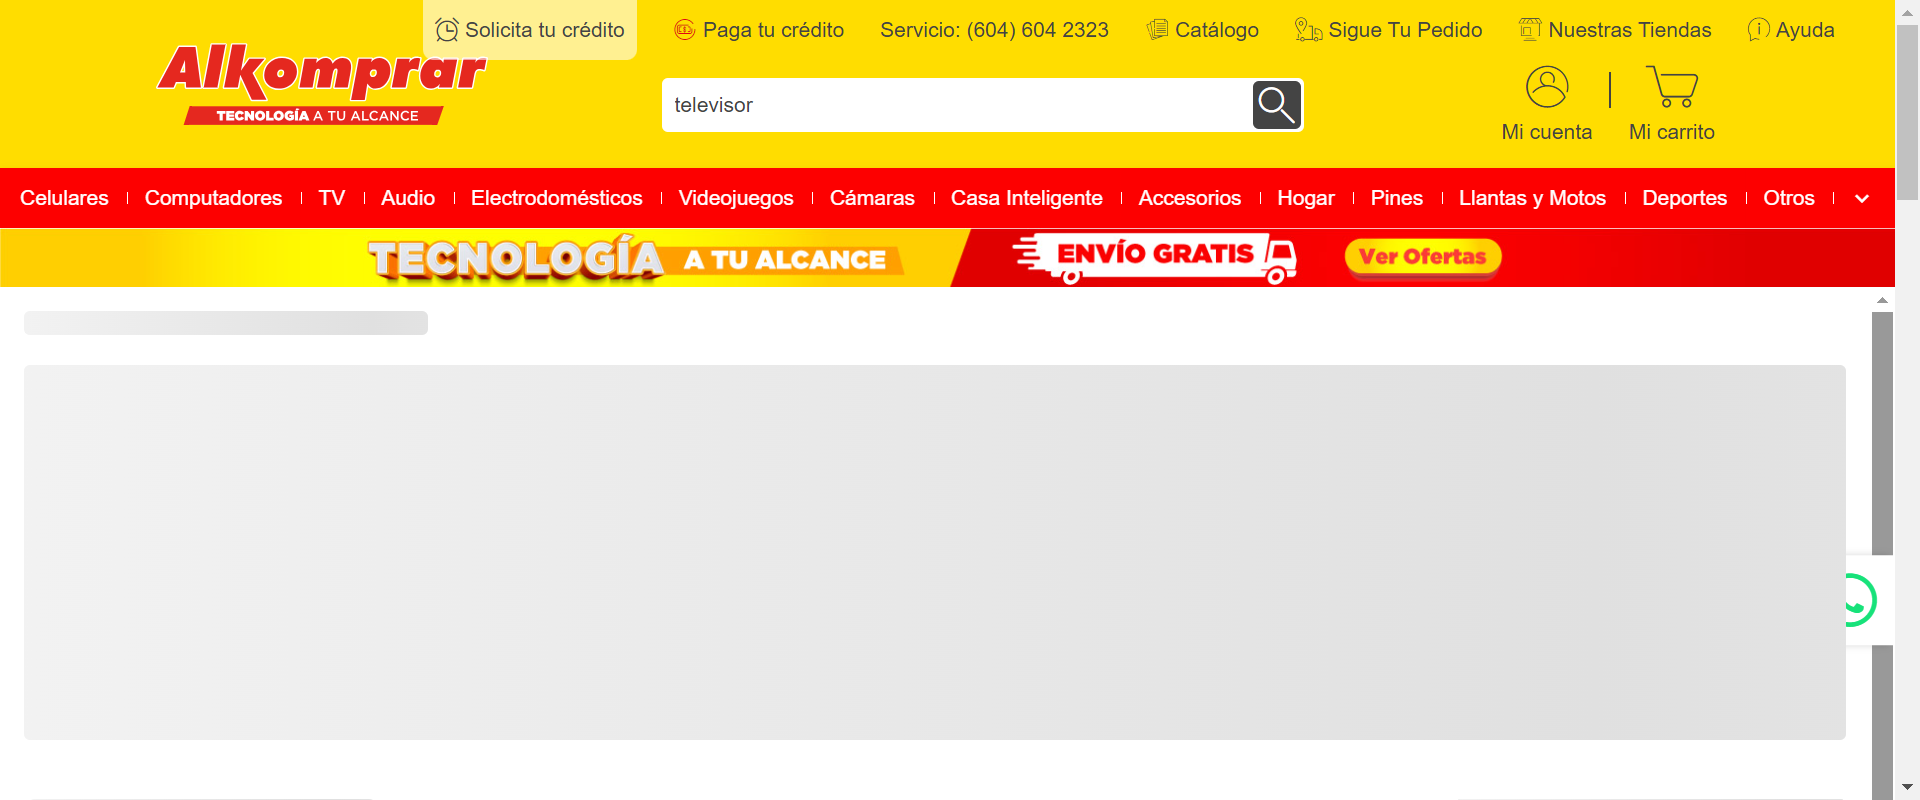 Solicita tu crédito
Paga tu crédito
Servicio: (604) 604 2323
Catálogo
Sigue Tu Pedido
Nuestras Tiendas
Ayuda
Alkomprar
TECNOLOGÍA A TU ALCANCE
televisor
Mi cuenta
Mi carrito
Celulares
Computadores
TV
Audio
Electrodomésticos
Videojuegos
Cámaras
Casa Inteligente
Accesorios
Hogar
Pines
Llantas y Motos
Deportes
Otros
TECNOLOGÍA A TU ALCANCE
ENVÍO GRATIS
Ver Ofertas